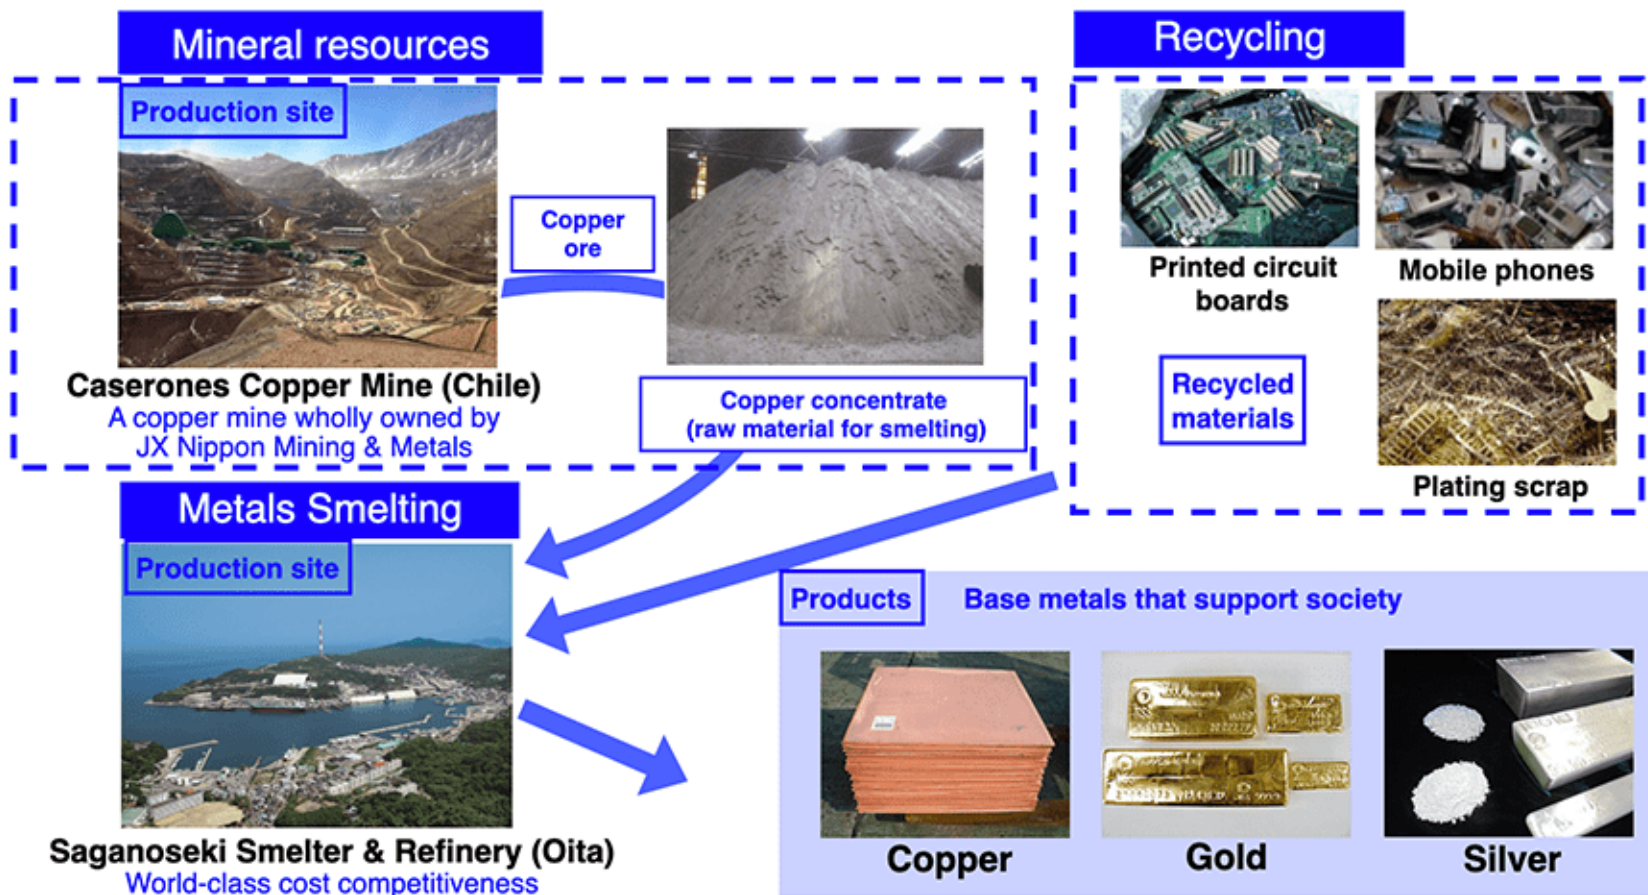 Mineral resources
Production site
Copper
ore
Caserones Copper Mine (Chile)
A copper mine wholly owned by
JX Nippon Mining & Metals
Copper concentrate
(raw material for smelting)
Recycling
Printed circuit
boards
Mobile phones
Recycled
materials
Plating scrap
Metals Smelting
Production site
Saganoseki Smelter & Refinery (Oita)
World-class cost competitiveness
Products
Base metals that support society
Copper
Gold
Silver